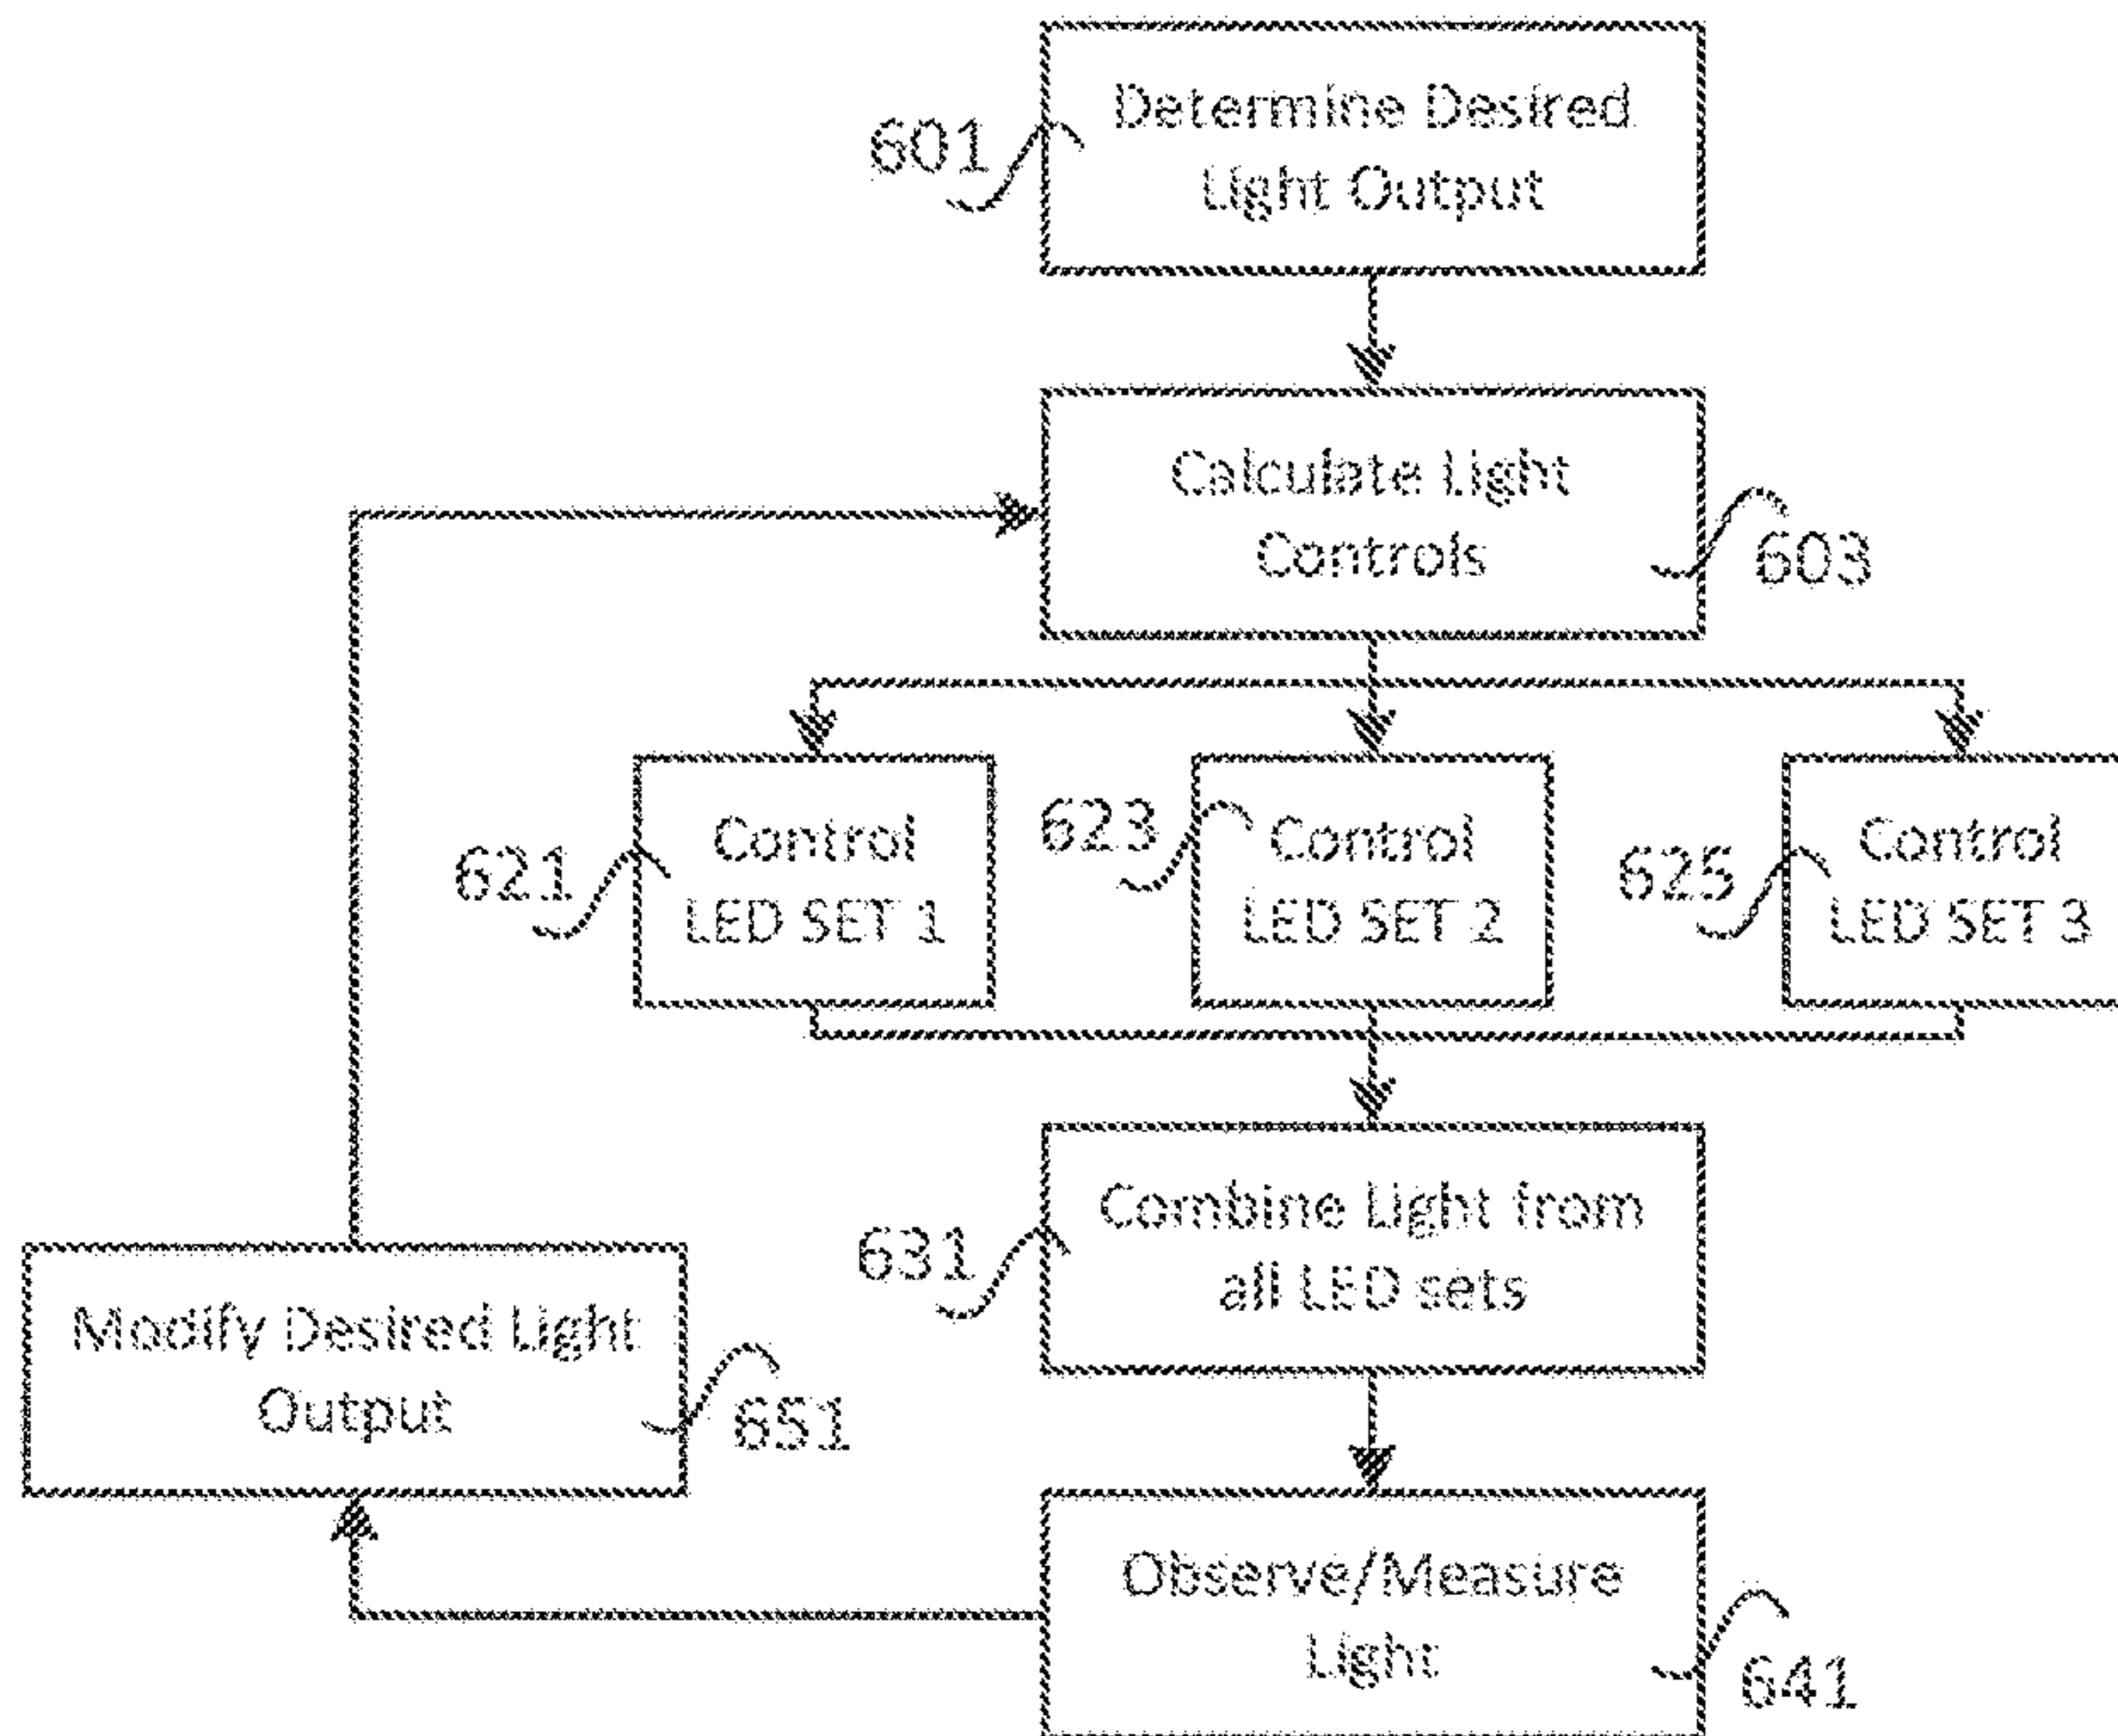 Determine Desired
Light Output
601
Calculate Light
Controls
603
Control
LED SET 1
621
Control
LED SET 2
623
Control
LED SET 3
625
Combine Light from
all LED sets
631
Modify Desired Light
Output
651
Observe/Measure
Light
641